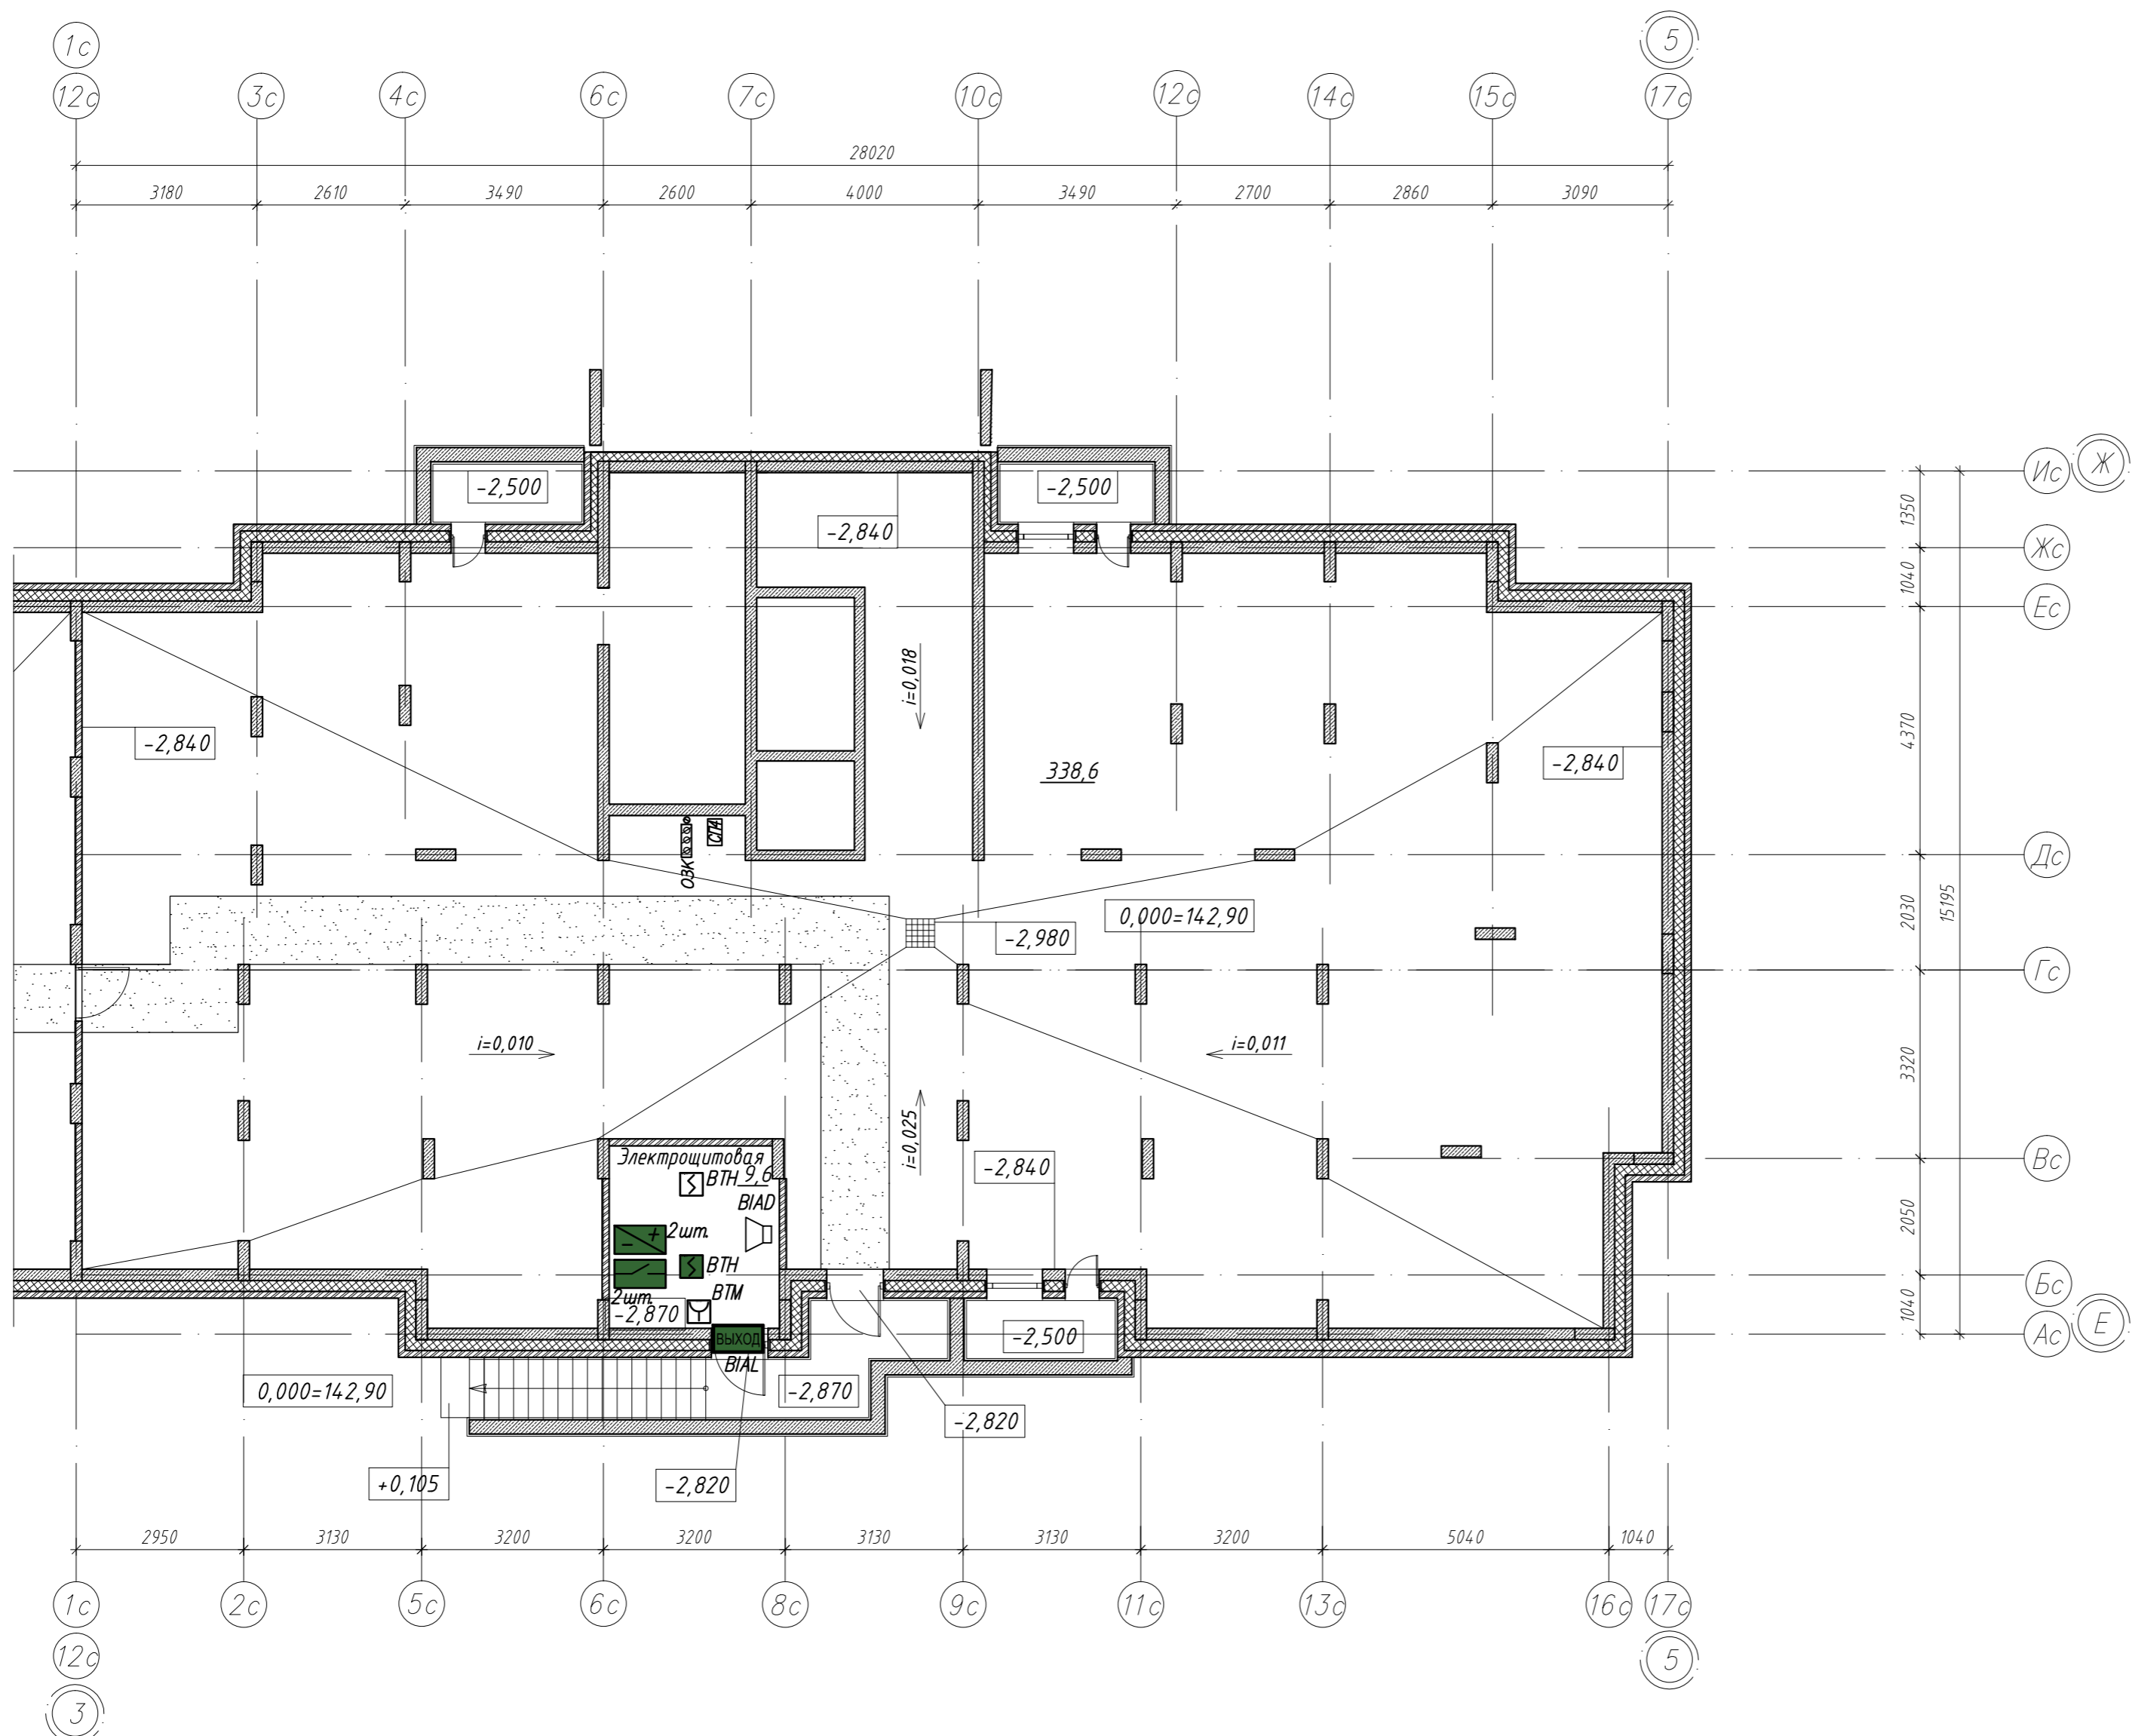 1с 5
12с 3с 4с 6с 7с 10с 12с 14с 15с 17с
28020
3180 2610 3490 2600 4000 3490 2700 2860 3090
Ис Ж
-2,500 -2,500
1350
-2,840
Жс
1040
Ес
i=0,018
4370
-2,840
338,6
-2,840
СП4
ОЗК
Дс
15195
2030
0,000=142,90
-2,980
Гс
i=0,010
i=0,011
3320
i=0,025
Электрощитовая
-2,840
Вс
ВТН 9,6
BIAD
2шт.
2050
ВТН
Бс
2шт.
ВТМ
-2,870
1040
ВЫХОД
-2,500
Ас Е
BIAL
0,000=142,90
-2,870
-2,820
+0,105
-2,820
2950 3130 3200 3200 3130 3130 3200 5040 1040
1с 2с 5с 6с 8с 9с 11с 13с 16с 17с
12с 5
3